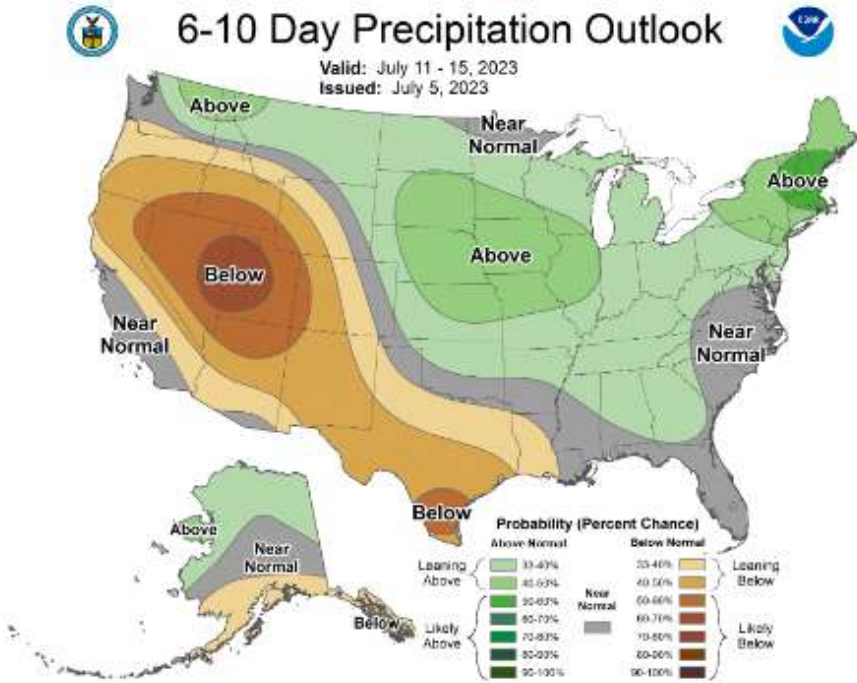 6-10 Day Precipitation Outlook
Valid: July 11 - 15, 2023
Issued: July 5, 2023
Above
Near
Normal
Above
Above
Below
Near
Normal
Near
Normal
Below
Above
Near
Normal
Below
Probability (Percent Chance)
Above Normal
Below Normal
Leaning
Above
33-40%
40-50%
Likely
Above
50-60%
60-70%
70-80%
80-90%
90-100%
Near
Normal
33-40%
40-50%
Leaning
Below
50-60%
60-70%
70-80%
80-90%
90-100%
Likely
Below